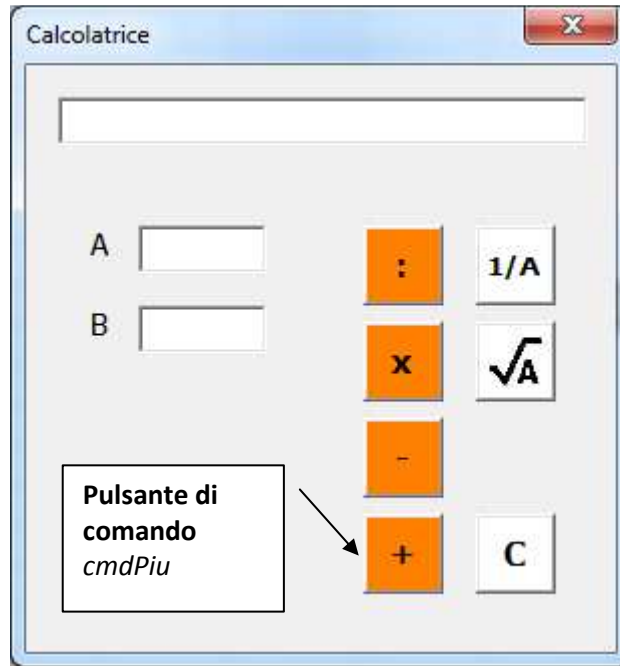 Calcolatrice
A
:
1/A
B
x
√A
-
Pulsante di
comando
cmdPiu
+
C